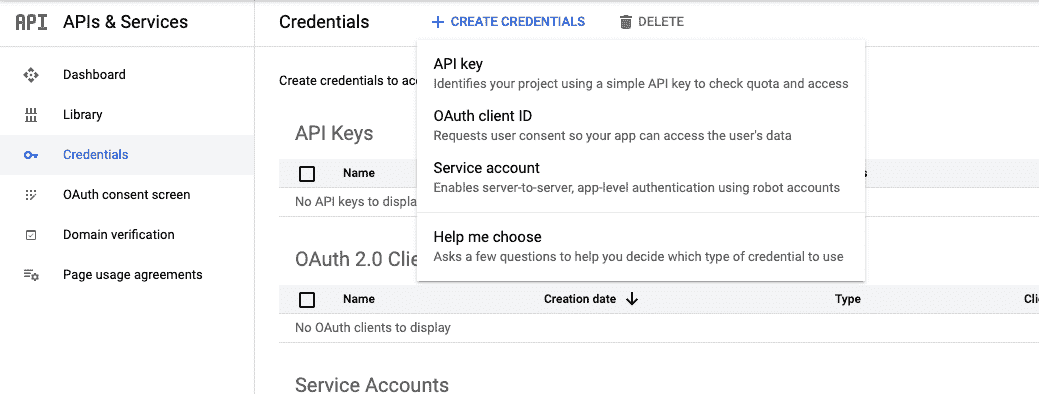 API APIs & Services
Credentials
+ CREATE CREDENTIALS
DELETE
Dashboard
Library
Credentials
OAuth consent screen
Domain verification
Page usage agreements
Create credentials to
API key
Identifies your project using a simple API key to check quota and access
OAuth client ID
Requests user consent so your app can access the user's data
Service account
Enables server-to-server, app-level authentication using robot accounts
Help me choose
Asks a few questions to help you decide which type of credential to use
API Keys
Name
No API keys to
OAuth 2.0
Name
Creation date
Type
No OAuth clients to display
Service Accounts